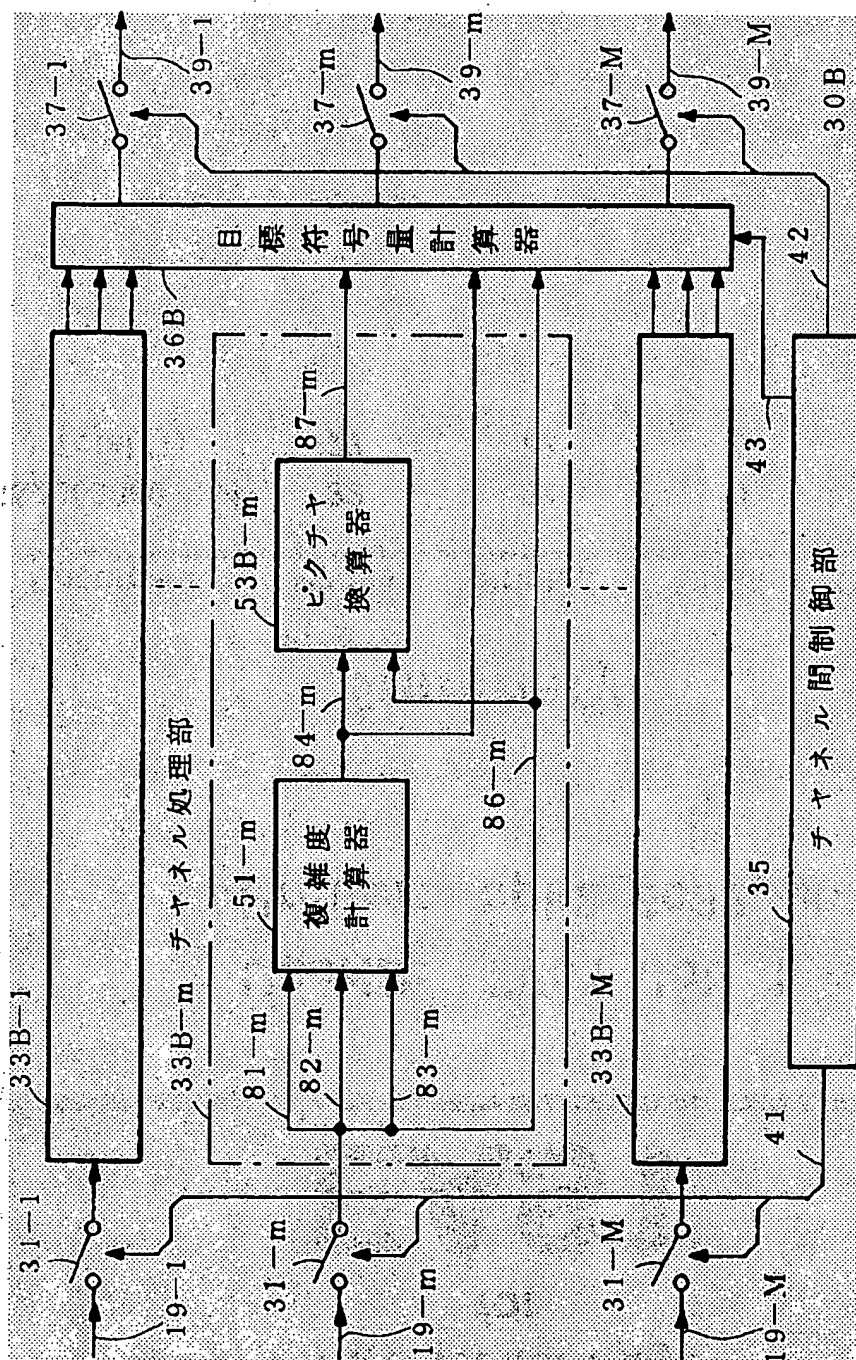 37-1
39-1
37-m
39-m
37-M
39-M
30B
目標符号量計算器
36B
42
43
87-m
53B-m
ピクチャ
換算器
84-m
86-m
51-m
複雑度
計算器
33B-1
33B-m チャネル処理部
81-m
82-m
83-m
33B-M
35
チャネル間制御部
41
31-1
19-1
31-m
19-m
31-M
19-M